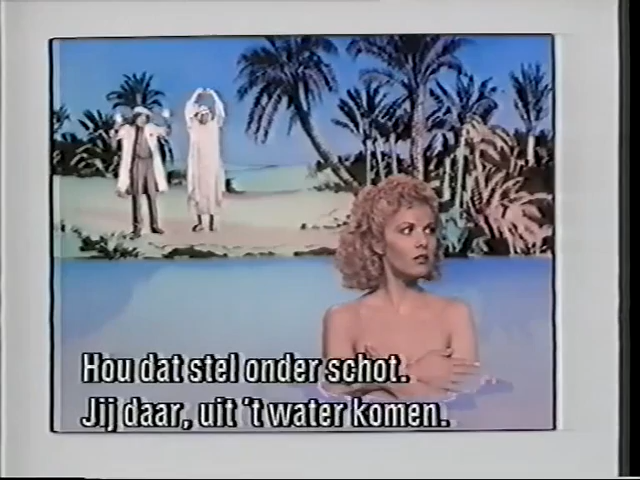 Hou dat stel onder schot.
Jij daar, uit 't water komen.